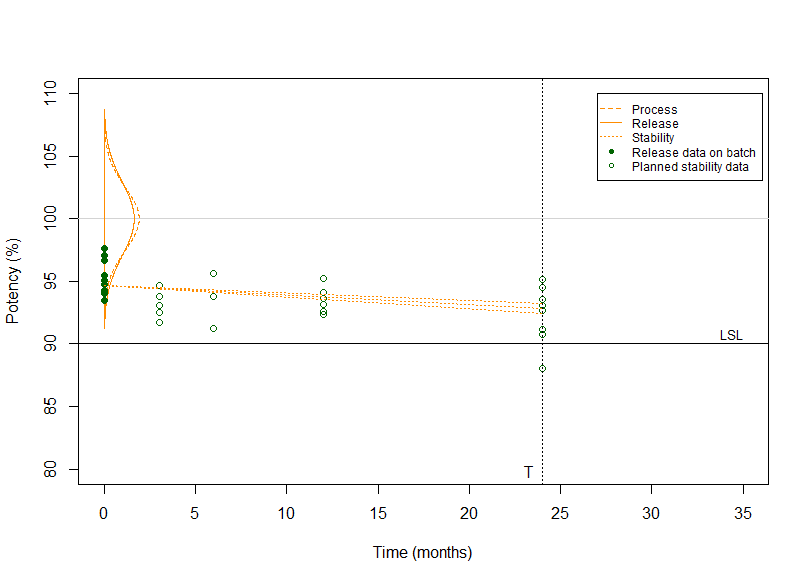 110
105
100
95
90
85
80
Potency (%)
Process
Release
Stability
Release data on batch
Planned stability data
LSL
T
0 5 10 15 20 25 30 35
Time (months)